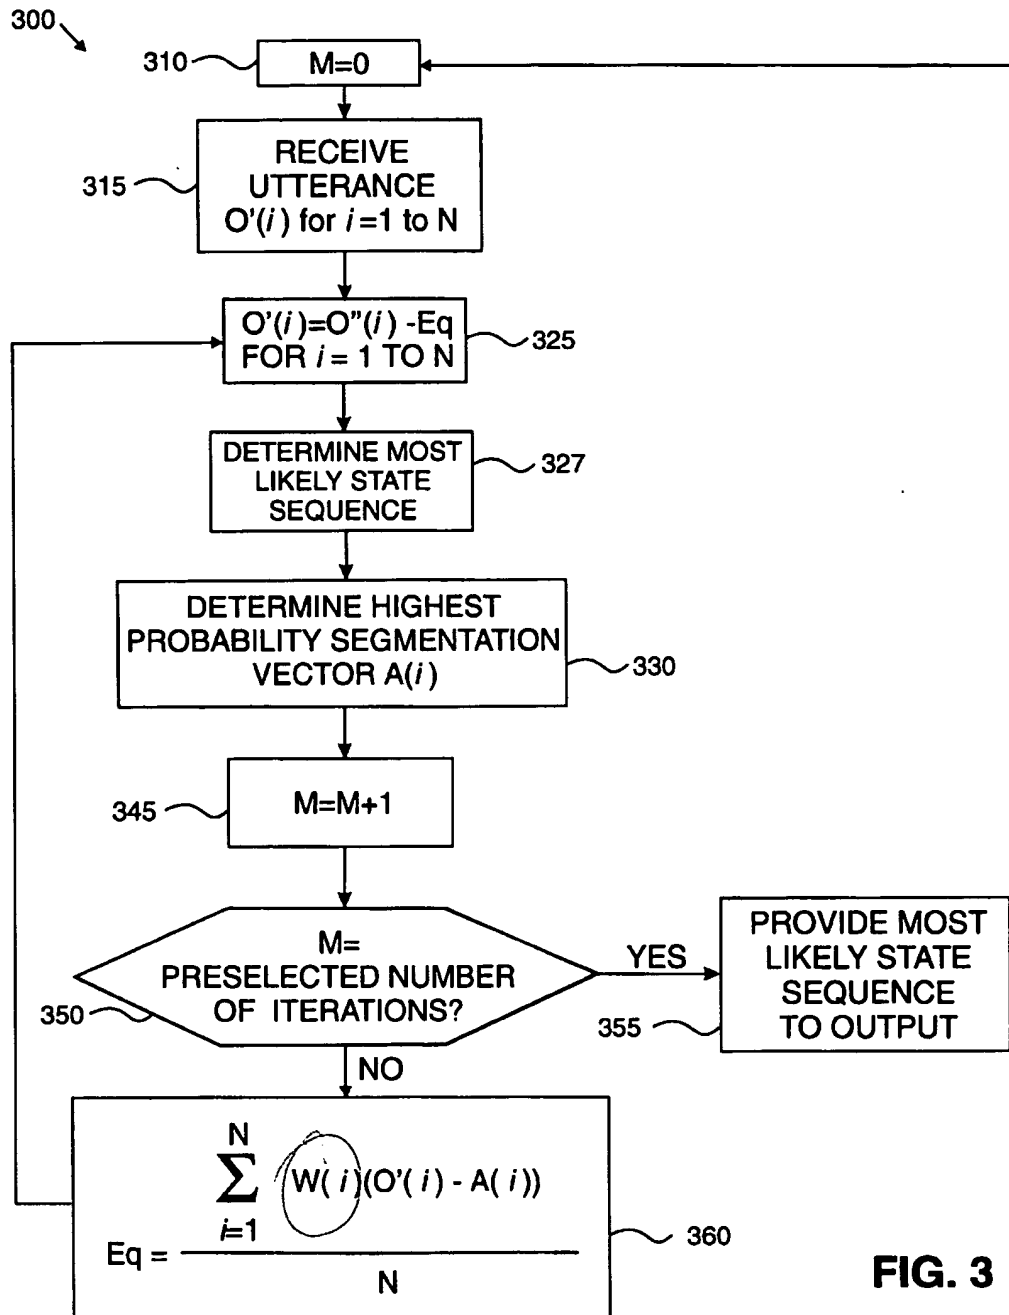 300
310
M=0
315
RECEIVE
UTTERANCE
O'(i) for i=1 to N
O'(i)=O"(i) -Eq
FOR i = 1 TO N
325
DETERMINE MOST
LIKELY STATE
SEQUENCE
327
DETERMINE HIGHEST
PROBABILITY SEGMENTATION
VECTOR A(i)
330
345
M=M+1
M=
PRESELECTED NUMBER
OF ITERATIONS?
350
YES
PROVIDE MOST
LIKELY STATE
SEQUENCE
TO OUTPUT
355
NO
N
∑ W(i)(O'(i) - A(i))
i=1
Eq =
N
360
FIG. 3